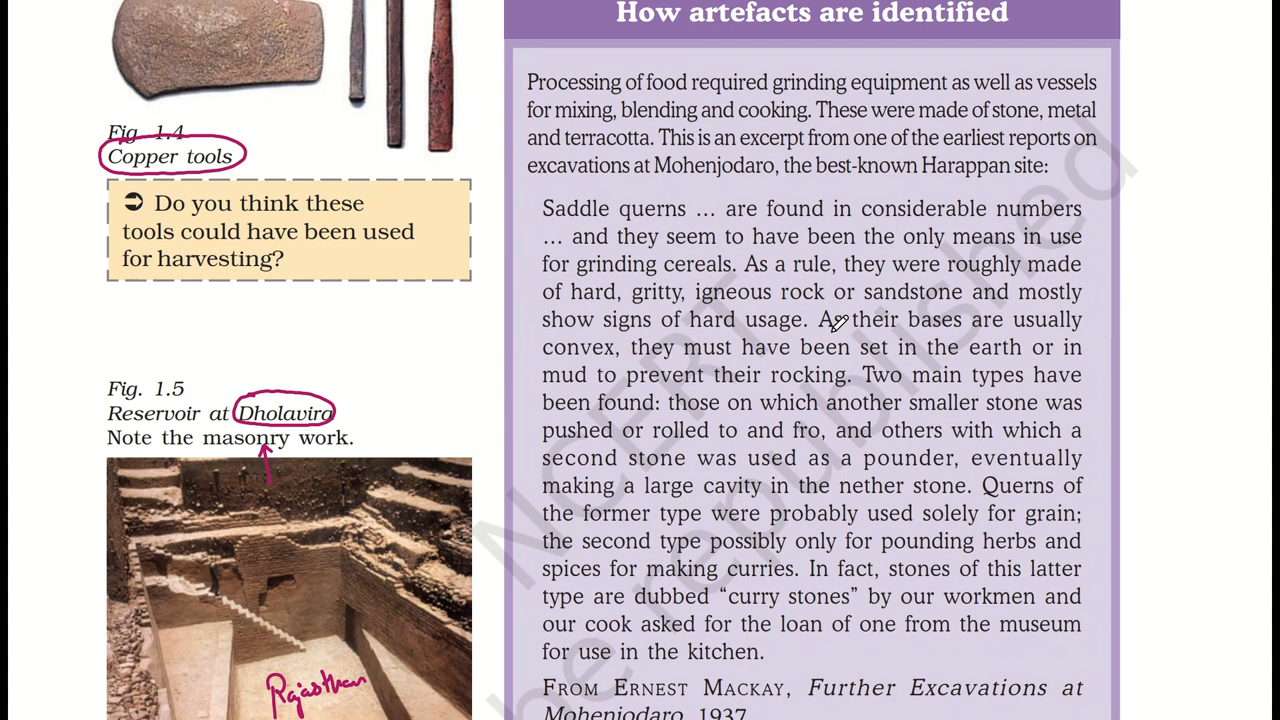 Fig. 1.4
Copper tools
➲ Do you think these
tools could have been used
for harvesting?
Fig. 1.5
Reservoir at Dholavira
Note the masonry work.
Rajasthan
How artefacts are identified
Processing of food required grinding equipment as well as vessels
for mixing, blending and cooking. These were made of stone, metal
and terracotta. This is an excerpt from one of the earliest reports on
excavations at Mohenjodaro, the best-known Harappan site:
Saddle querns … are found in considerable numbers
… and they seem to have been the only means in use
for grinding cereals. As a rule, they were roughly made
of hard, gritty, igneous rock or sandstone and mostly
show signs of hard usage. As their bases are usually
convex, they must have been set in the earth or in
mud to prevent their rocking. Two main types have
been found: those on which another smaller stone was
pushed or rolled to and fro, and others with which a
second stone was used as a pounder, eventually
making a large cavity in the nether stone. Querns of
the former type were probably used solely for grain;
the second type possibly only for pounding herbs and
spices for making curries. In fact, stones of this latter
type are dubbed “curry stones” by our workmen and
our cook asked for the loan of one from the museum
for use in the kitchen.
FROM ERNEST MACKAY, Further Excavations at
Mohenjodaro, 1937.
NCERT
be republished